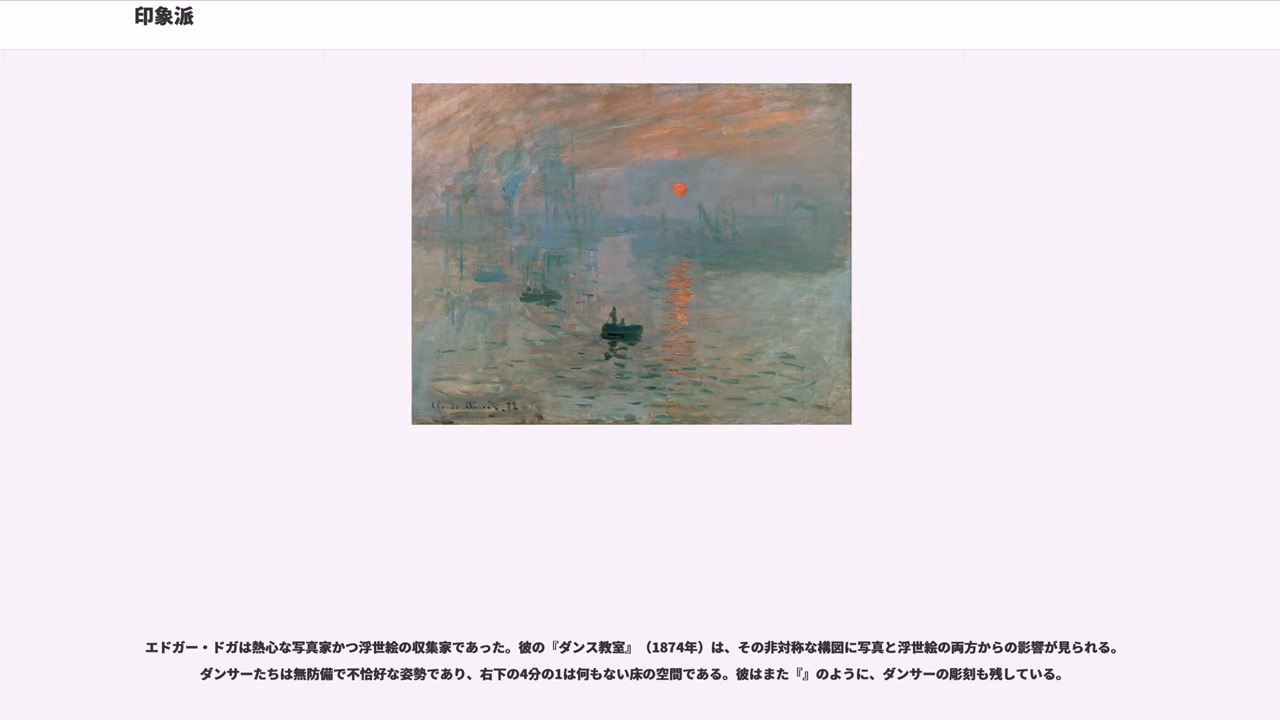 印象派
エドガー・ドガは熱心な写真家かつ浮世絵の収集家であった。彼の『ダンス教室』（1874年）は、その非対称な構図に写真と浮世絵の両方からの影響が見られる。
ダンサーたちは無防備で不恰好な姿勢であり、右下の4分の1は何もない床の空間である。彼はまた『』のように、ダンサーの彫刻も残している。
Claude Monet. 72